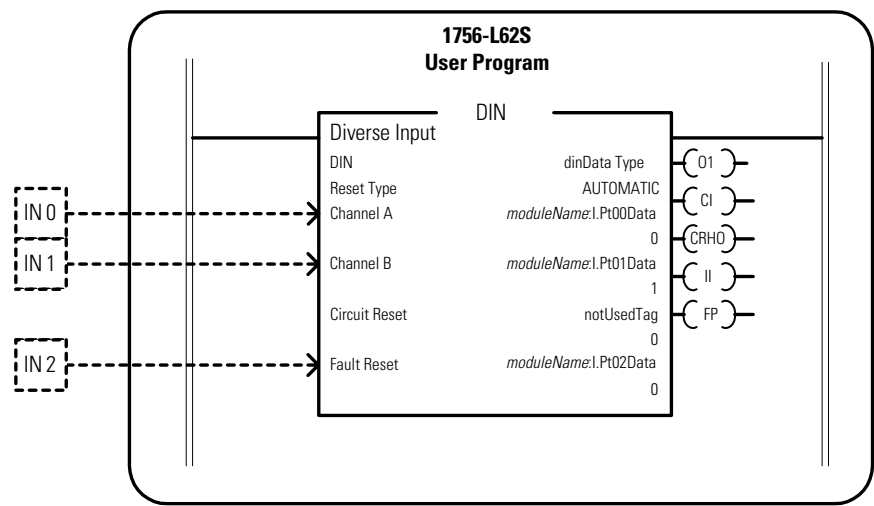 1756-L62S
User Program
DIN
Diverse Input
DIN dinData Type
Reset Type AUTOMATIC
Channel A moduleName:I.Pt00Data
0
Channel B moduleName:I.Pt01Data
1
Circuit Reset notUsedTag
0
Fault Reset moduleName:I.Pt02Data
0
IN 0
IN 1
IN 2
O1
CI
CRHO
II
FP